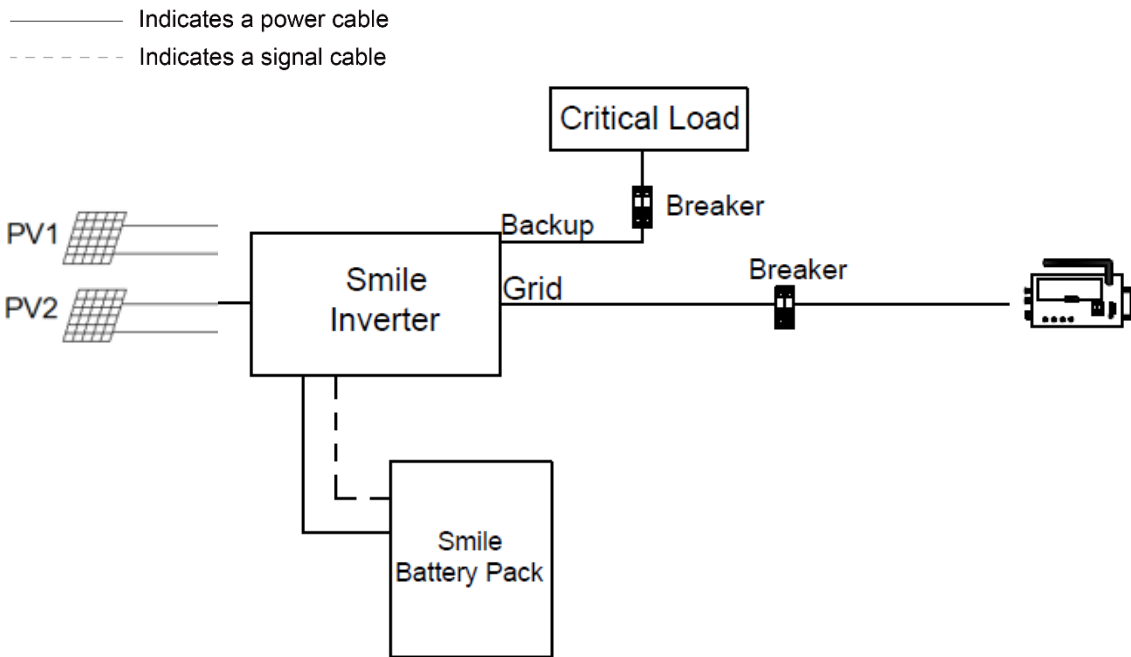 Indicates a power cable
Indicates a signal cable
Critical Load
Breaker
Backup
PV1
Smile
Inverter
Grid
Breaker
PV2
Smile
Battery Pack